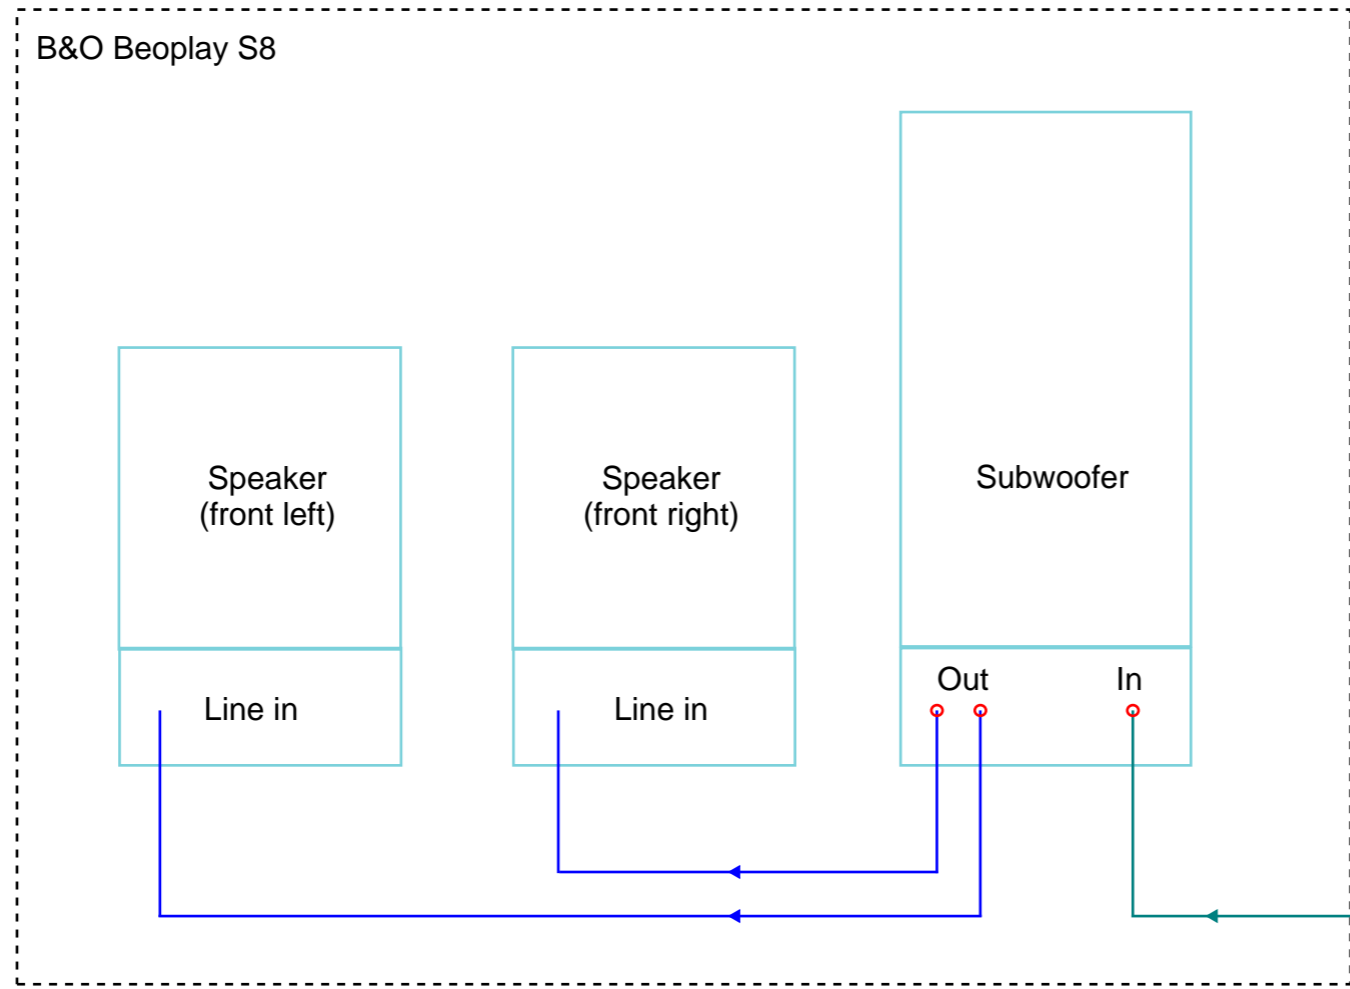 B&O Beoplay S8
Speaker
(front left)
Speaker
(front right)
Subwoofer
Line in
Line in
Out
In